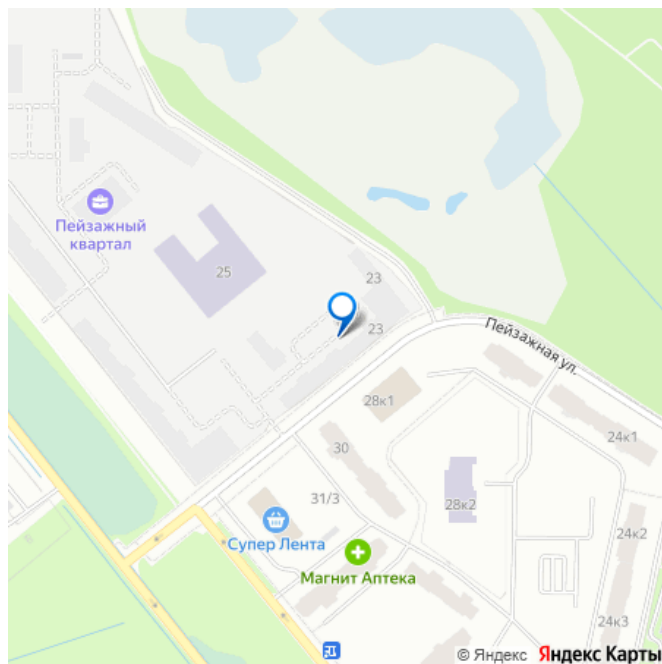 Пейзажный
квартал
25
23
23
Пейзажная ул.
28к1
24к1
30
28к2
31/3
24к2
Супер Лента
Магнит Аптека
24к3
© Яндекс Яндекс Карты